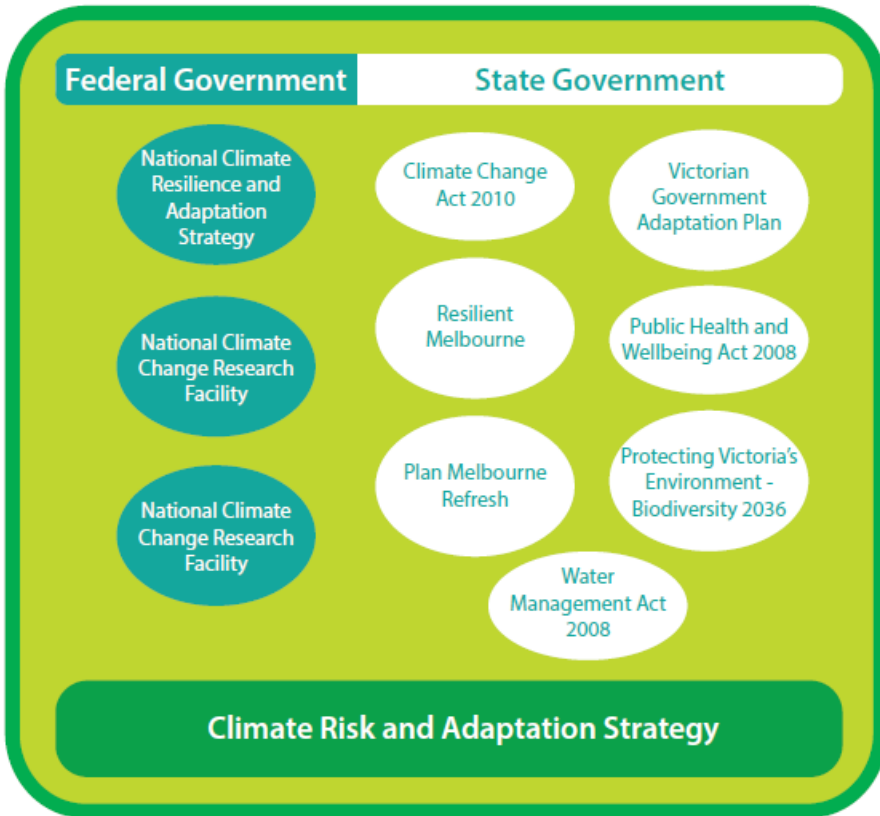 Federal Government
State Government
National Climate
Resilience and
Adaptation
Strategy
National Climate
Change Research
Facility
National Climate
Change Research
Facility
Climate Change
Act 2010
Resilient
Melbourne
Plan Melbourne
Refresh
Victorian
Government
Adaptation Plan
Public Health and
Wellbeing Act 2008
Protecting Victoria's
Environment -
Biodiversity 2036
Water
Management Act
2008
Climate Risk and Adaptation Strategy